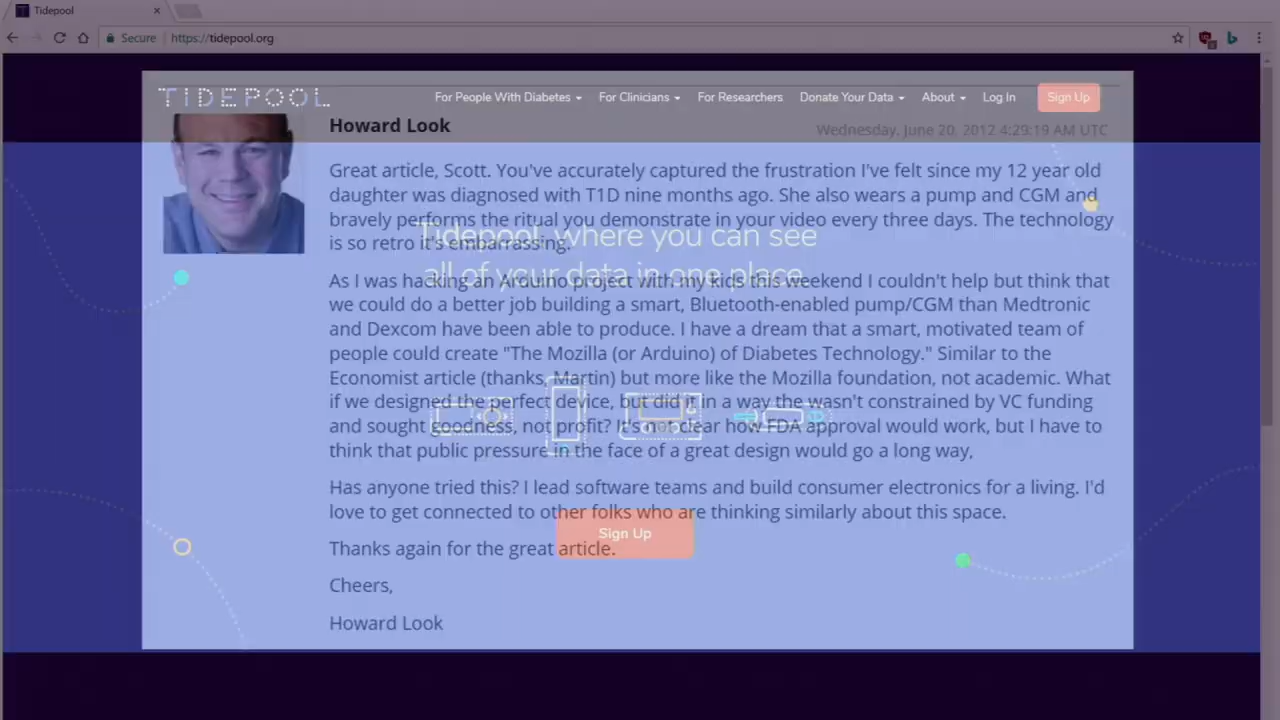 Tidepool
Secure https://tidepool.org
TIDEPOOL For People With Diabetes For Clinicians For Researchers Donate Your Data About Log In Sign Up
Howard Look Wednesday, June 20, 2012 4:29:19 AM UTC
Great article, Scott. You've accurately captured the frustration I've felt since my 12 year old
daughter was diagnosed with T1D nine months ago. She also wears a pump and CGM and
bravely performs the ritual you demonstrate in your video every three days. The technology
is so retro it's embarrassing.
Tidepool, where you can see
all of your data in one place.
As I was hacking an Arduino project with my kids this weekend I couldn't help but think that
we could do a better job building a smart, Bluetooth-enabled pump/CGM than Medtronic
and Dexcom have been able to produce. I have a dream that a smart, motivated team of
people could create "The Mozilla (or Arduino) of Diabetes Technology." Similar to the
Economist article (thanks, Martin) but more like the Mozilla foundation, not academic. What
if we designed the perfect device, but did it in a way the wasn't constrained by VC funding
and sought goodness, not profit? It's not clear how FDA approval would work, but I have to
think that public pressure in the face of a great design would go a long way,
Has anyone tried this? I lead software teams and build consumer electronics for a living. I'd
love to get connected to other folks who are thinking similarly about this space.
Sign Up
Thanks again for the great article.
Cheers,
Howard Look